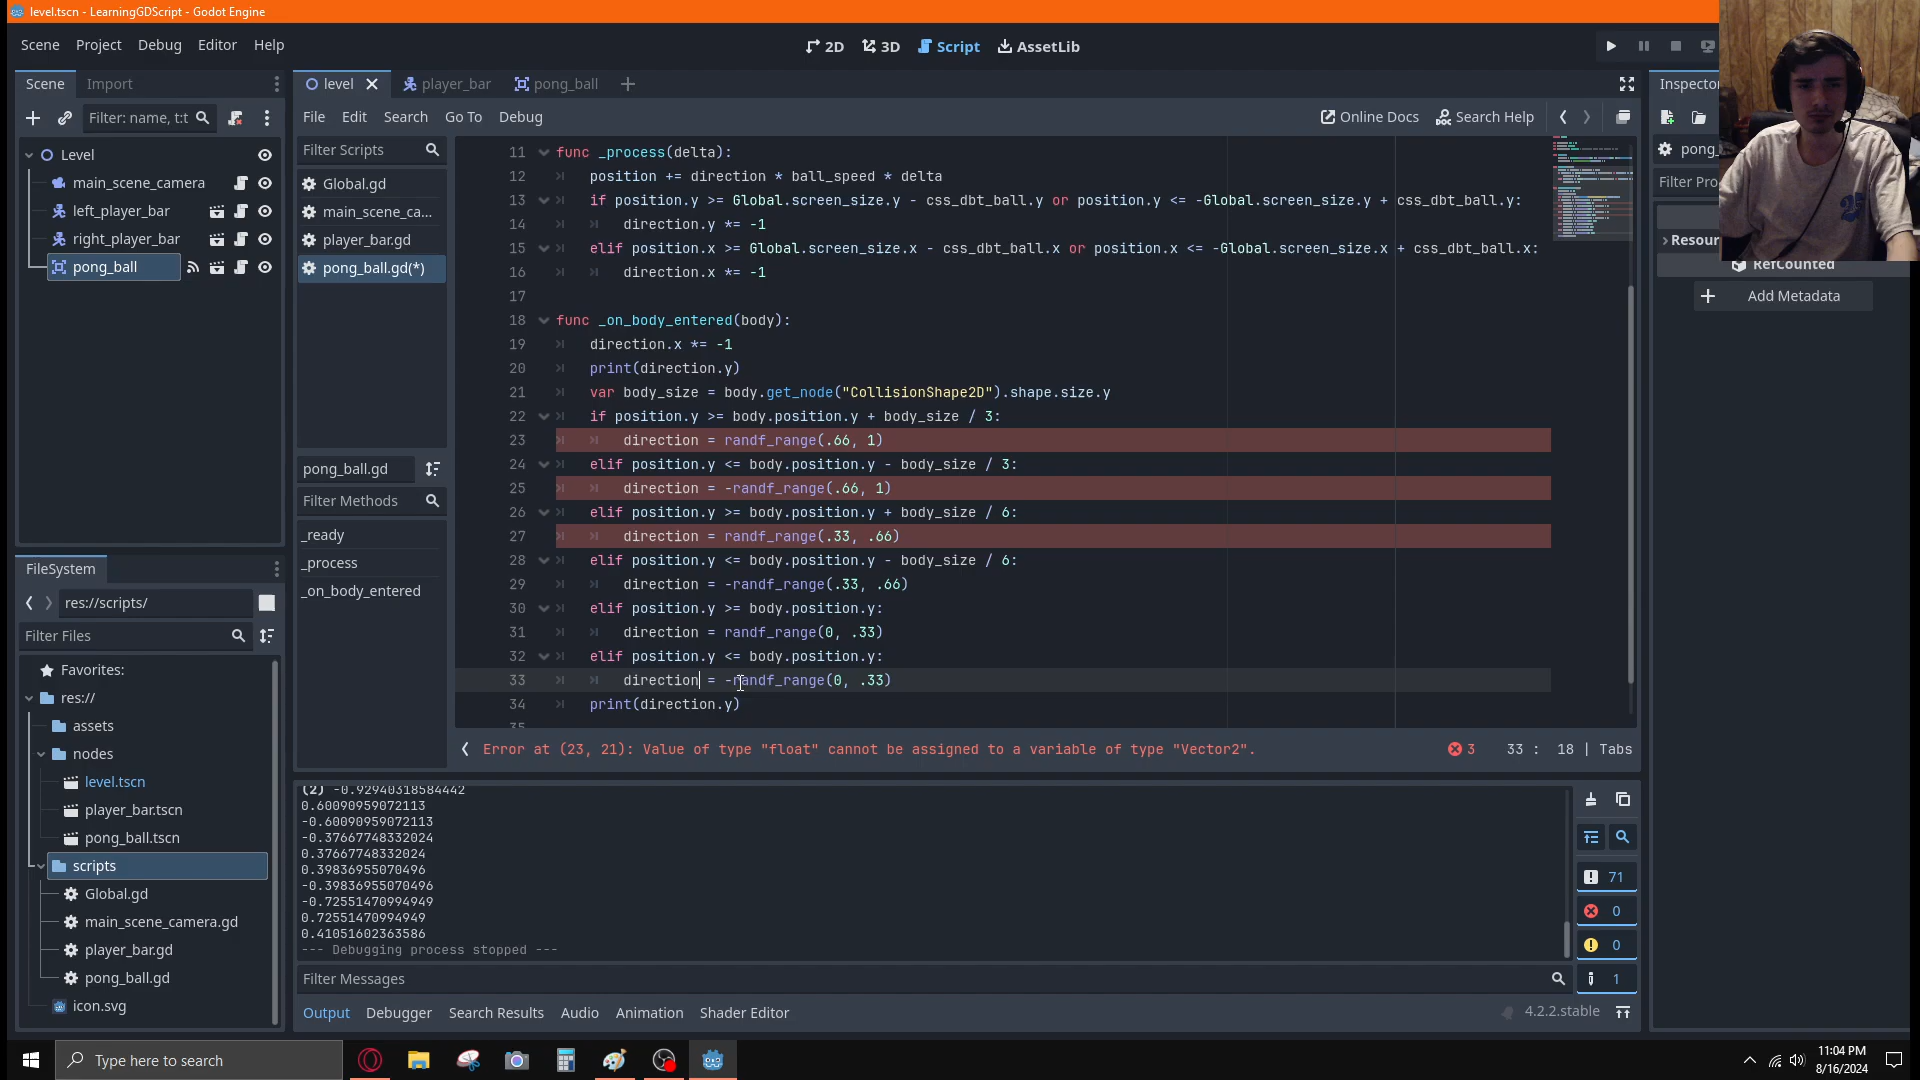 level.tscn - LearningGDScript - Godot Engine
Scene Project Debug Editor Help
2D 3D Script AssetLib
Scene Import
level player_bar pong_ball
Inspector
Filter: name, t:t
File Edit Search Go To Debug
Online Docs Search Help
Level
main_scene_camera
left_player_bar
right_player_bar
pong_ball
Filter Scripts
Global.gd
main_scene_ca...
player_bar.gd
pong_ball.gd(*)
pong_ball.gd
Filter Methods
_ready
_process
_on_body_entered
11 func _process(delta):
12 position += direction * ball_speed * delta
13 if position.y >= Global.screen_size.y - css_dbt_ball.y or position.y <= -Global.screen_size.y + css_dbt_ball.y:
14 direction.y *= -1
15 elif position.x >= Global.screen_size.x - css_dbt_ball.x or position.x <= -Global.screen_size.x + css_dbt_ball.x:
16 direction.x *= -1
17
18 func _on_body_entered(body):
19 direction.x *= -1
20 print(direction.y)
21 var body_size = body.get_node("CollisionShape2D").shape.size.y
22 if position.y >= body.position.y + body_size / 3:
23 direction = randf_range(.66, 1)
24 elif position.y <= body.position.y - body_size / 3:
25 direction = -randf_range(.66, 1)
26 elif position.y >= body.position.y + body_size / 6:
27 direction = randf_range(.33, .66)
28 elif position.y <= body.position.y - body_size / 6:
29 direction = -randf_range(.33, .66)
30 elif position.y >= body.position.y:
31 direction = randf_range(0, .33)
32 elif position.y <= body.position.y:
33 direction = -randf_range(0, .33)
34 print(direction.y)
35
Error at (23, 21): Value of type "float" cannot be assigned to a variable of type "Vector2".
3 33 : 18 | Tabs
pong_
Filter Pro
Resour
RefCounted
Add Metadata
FileSystem
res://scripts/
Filter Files
Favorites:
res://
assets
nodes
level.tscn
player_bar.tscn
pong_ball.tscn
scripts
Global.gd
main_scene_camera.gd
player_bar.gd
pong_ball.gd
icon.svg
(2) -0.92940318584442
0.60090959072113
-0.60090959072113
-0.37667748332024
0.37667748332024
0.39836955070496
-0.39836955070496
-0.72551470994949
0.72551470994949
0.41051602363586
--- Debugging process stopped ---
71
0
0
1
Filter Messages
Output Debugger Search Results Audio Animation Shader Editor
4.2.2.stable
Type here to search
11:04 PM
8/16/2024